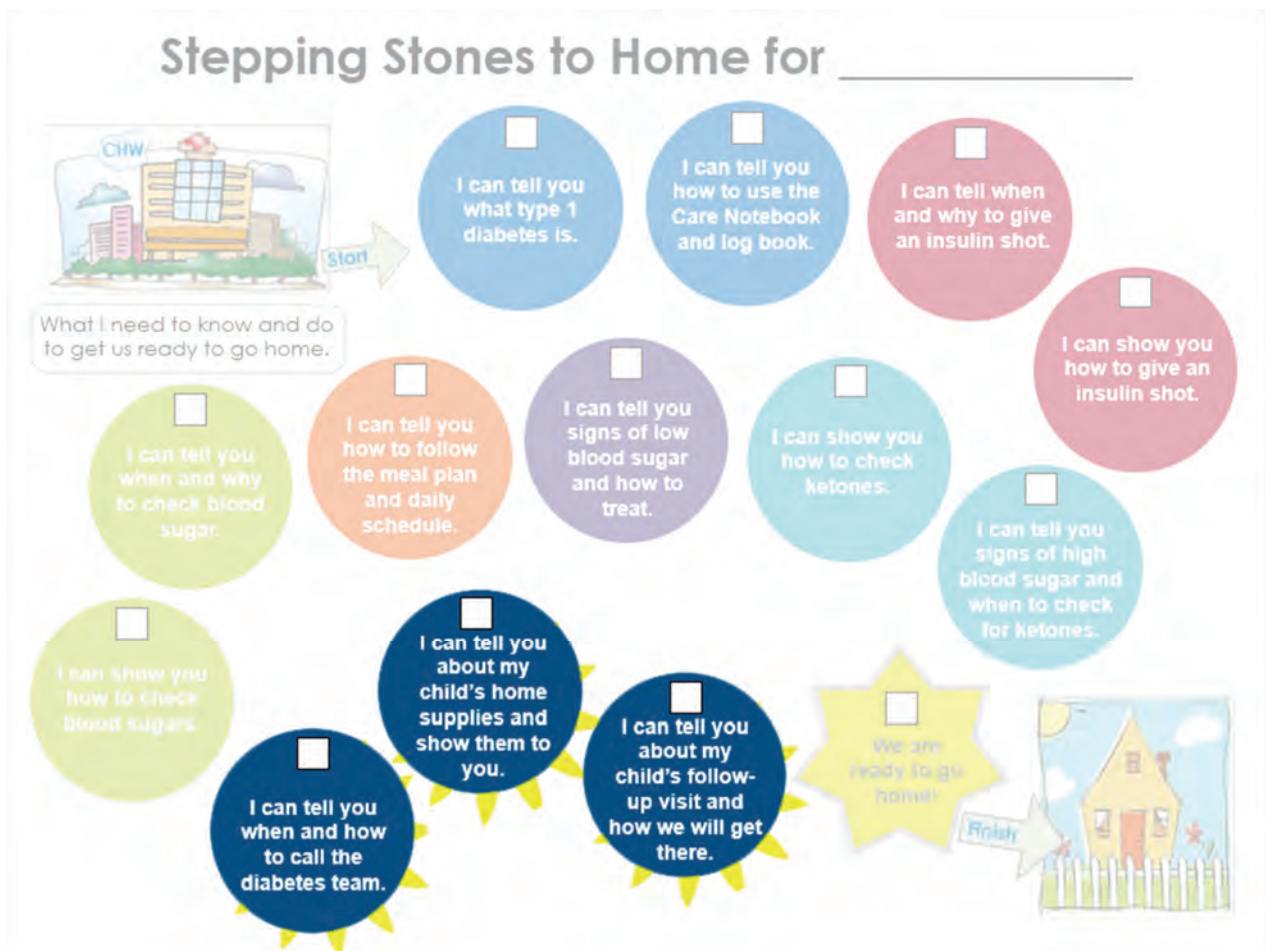 Stepping Stones to Home for ____________
CHW
Start
What I need to know and do
to get us ready to go home.
I can tell you
what type 1
diabetes is.
I can tell you
how to use the
Care Notebook
and log book.
I can tell when
and why to give
an insulin shot.
I can show you
how to give an
insulin shot.
I can tell you
signs of high
blood sugar and
when to check
for ketones.
I can show you
how to check
ketones.
I can tell you
signs of low
blood sugar
and how to
treat.
I can tell you
how to follow
the meal plan
and daily
schedule.
I can tell you
when and why
to check blood
sugar.
I can show you
how to check
blood sugars.
I can tell you
when and how
to call the
diabetes team.
I can tell you
about my
child's home
supplies and
show them to
you.
I can tell you
about my
child's follow-
up visit and
how we will get
there.
We are
ready to go
home!
Finish